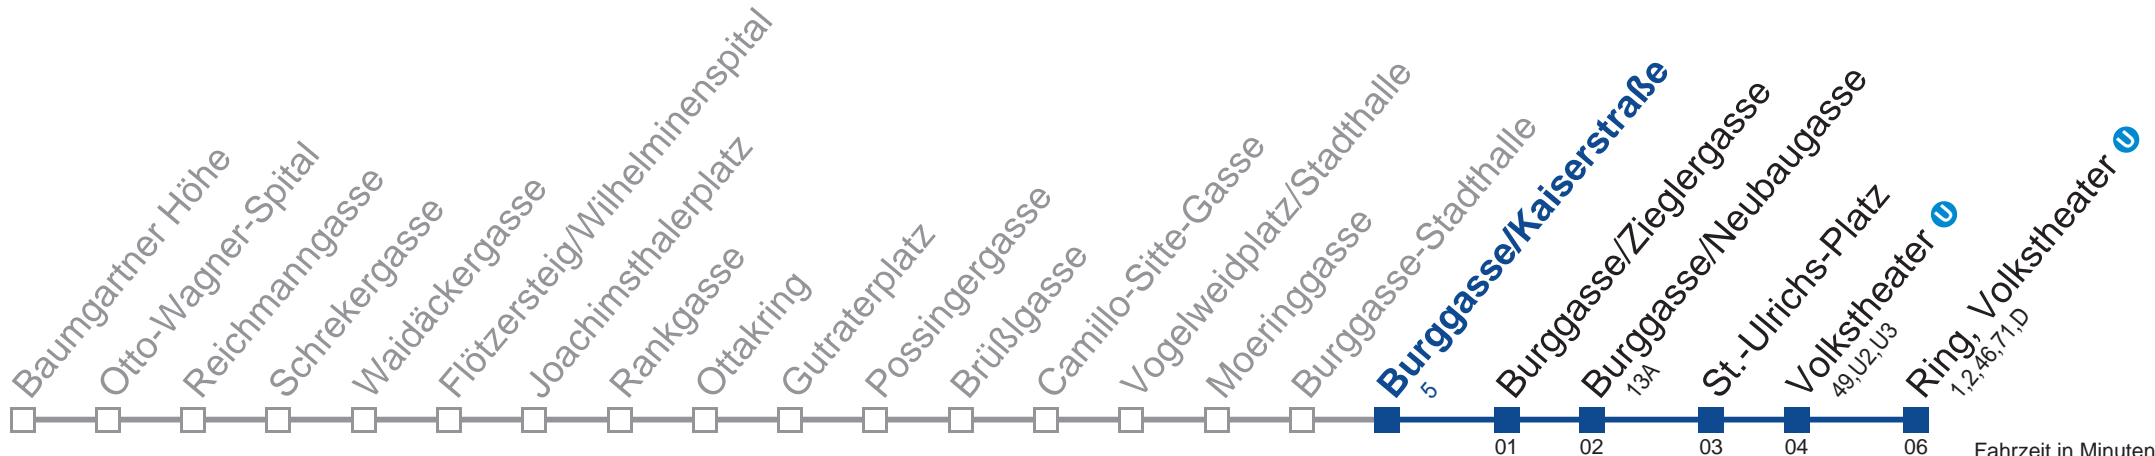 Baumgartner Höhe
Otto-Wagner-Spital
Reichmanngasse
Schrekergasse
Waidäckergasse
Flötzersteig/Wilhelminenspital
Joachimsthalerplatz
Rankgasse
Ottakring
Gutraterplatz
Possingergasse
Brüßlgasse
Camillo-Sitte-Gasse
Vogelweidplatz/Stadthalle
Moeringgasse
Burggasse-Stadthalle
Burggasse/Kaiserstraße
5
Burggasse/Zieglergasse
Burggasse/Neubaugasse
13A
St.-Ulrichs-Platz
Volkstheater U
49,U2,U3
Ring, Volkstheater U
1,2,46,71,D
01 02 03 04 06
Fahrzeit in Minuten